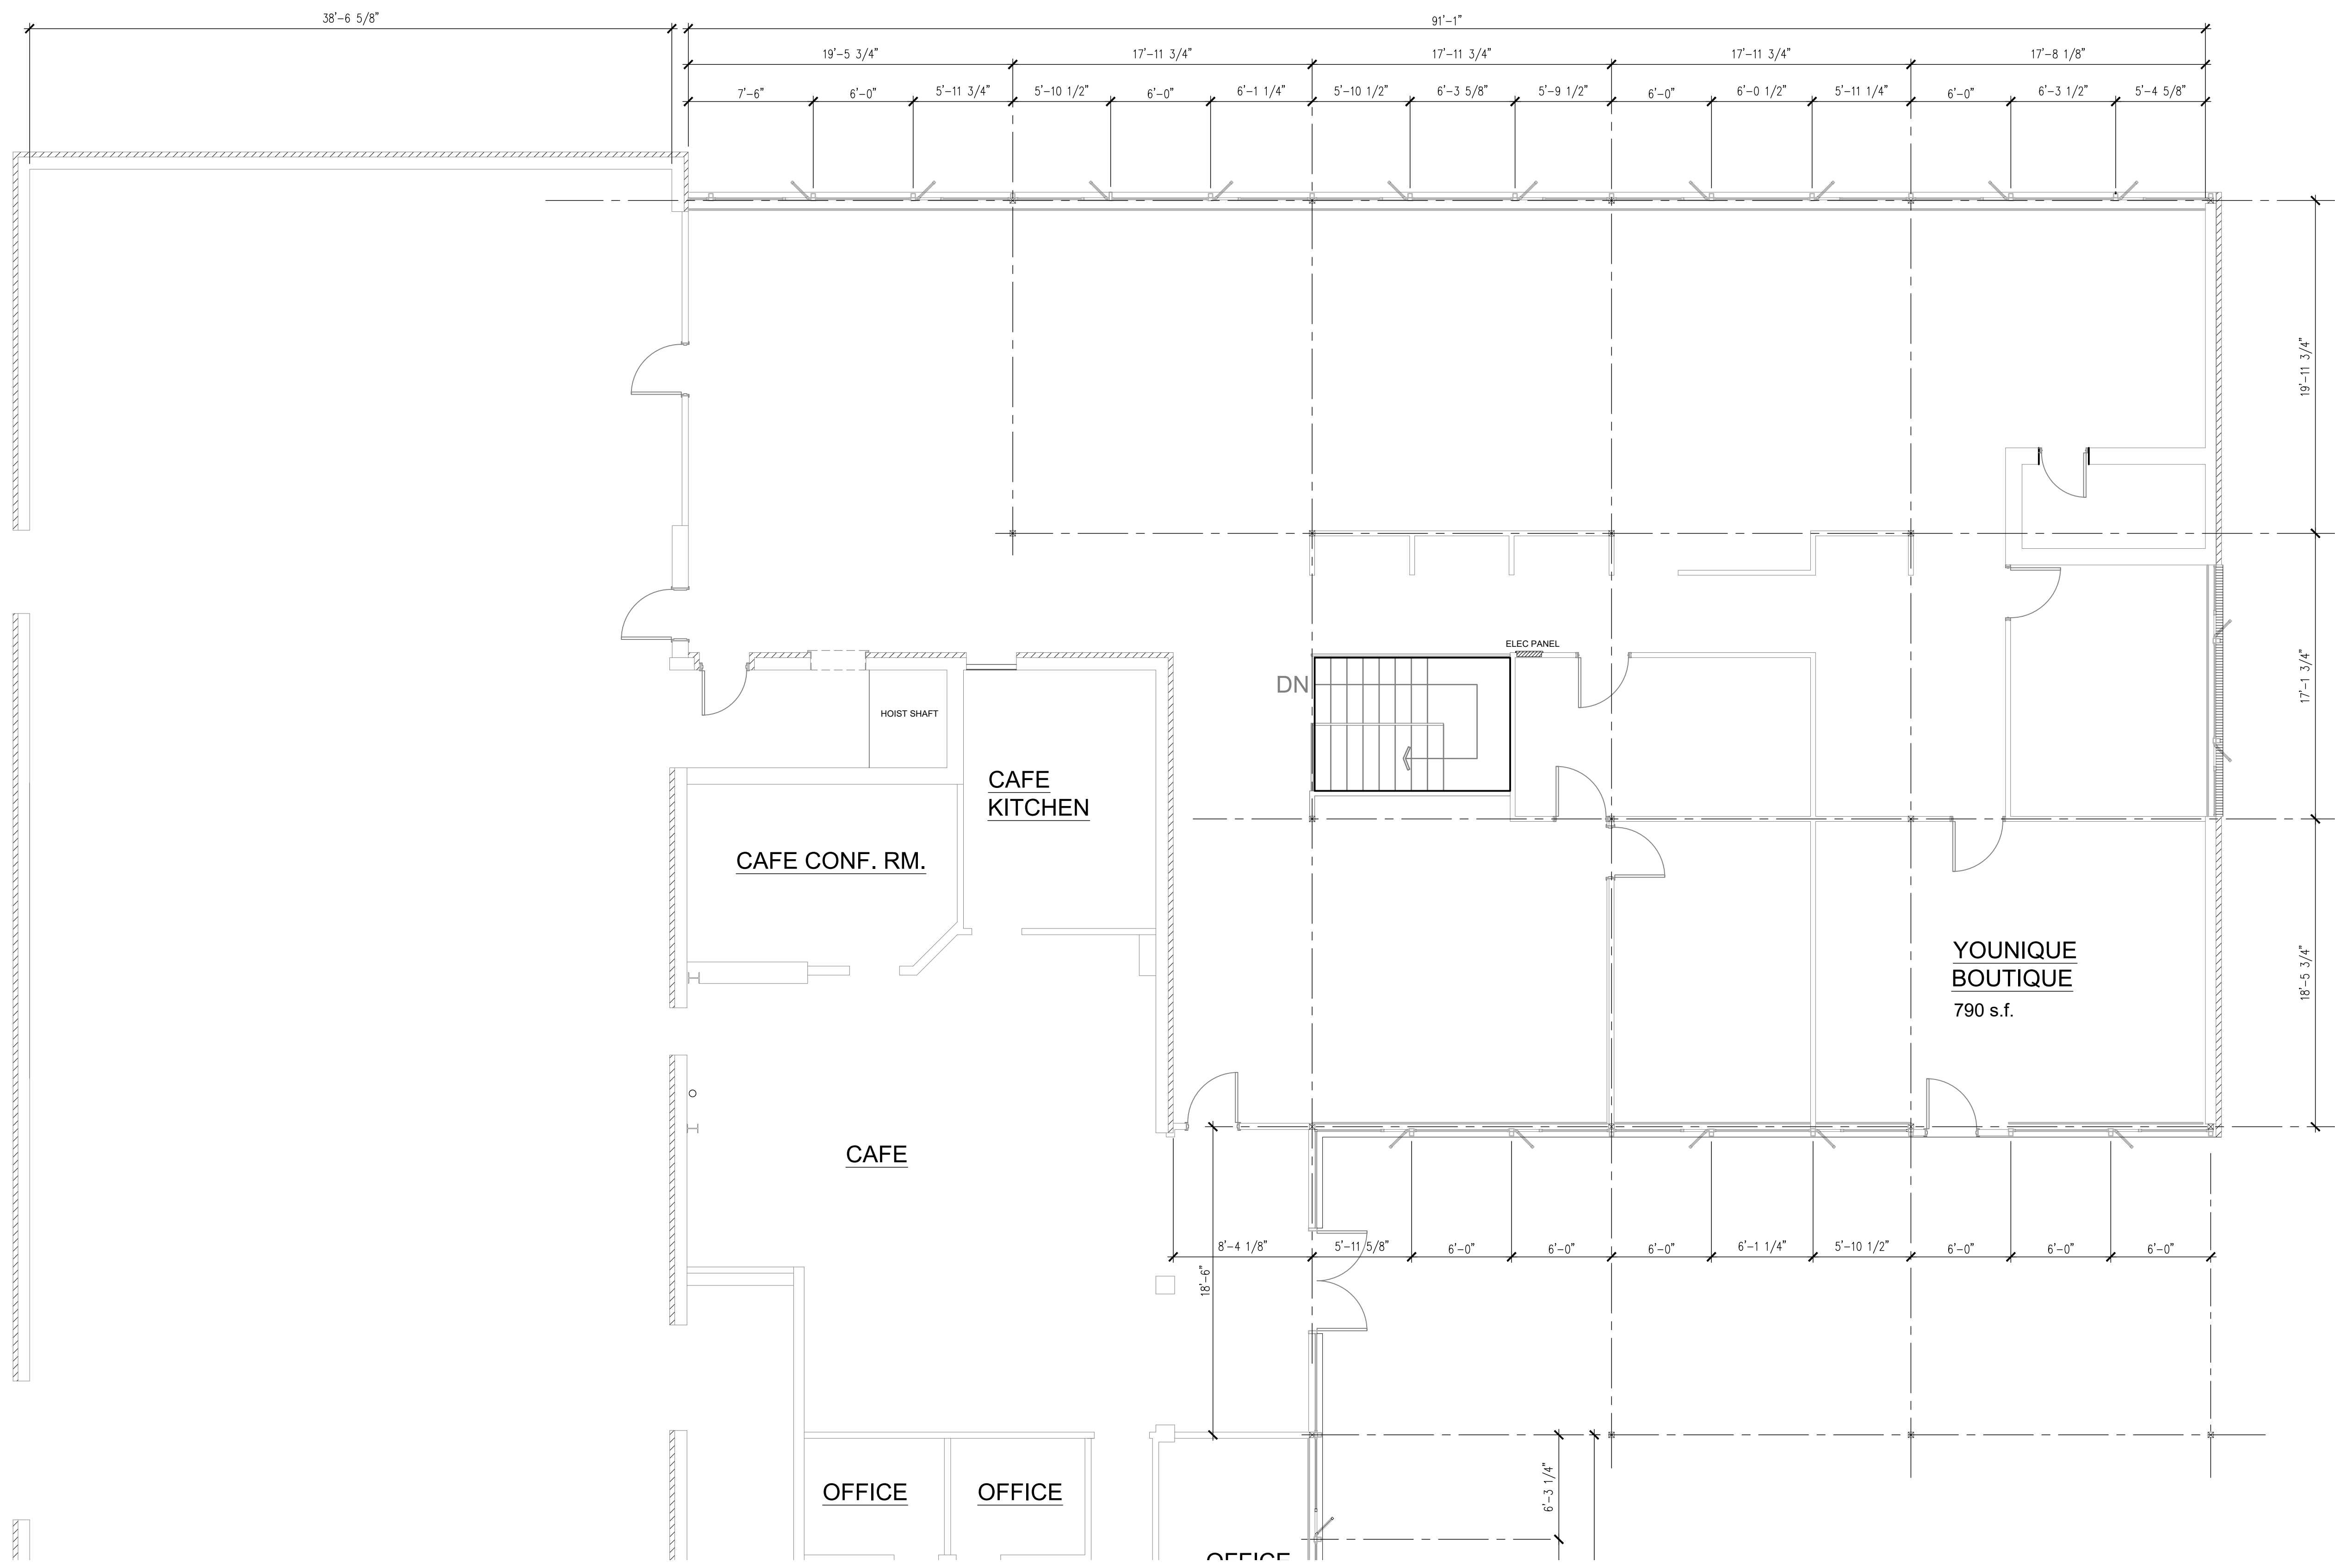 38'-6 5/8"
91'-1"
19'-5 3/4"
17'-11 3/4"
17'-11 3/4"
17'-11 3/4"
17'-8 1/8"
7'-6"
6'-0"
5'-11 3/4"
5'-10 1/2"
6'-0"
6'-1 1/4"
5'-10 1/2"
6'-3 5/8"
5'-9 1/2"
6'-0"
6'-0 1/2"
5'-11 1/4"
6'-0"
6'-3 1/2"
5'-4 5/8"
19'-11 3/4"
ELEC PANEL
DN
17'-1 3/4"
HOIST SHAFT
CAFE
KITCHEN
CAFE CONF. RM.
YOUNIQUE
BOUTIQUE
790 s.f.
18'-5 3/4"
CAFE
8'-4 1/8"
5'-11 5/8"
6'-0"
6'-0"
6'-0"
6'-1 1/4"
5'-10 1/2"
6'-0"
6'-0"
6'-0"
18'-6"
OFFICE
OFFICE
6'-3 1/4"
OFFICE